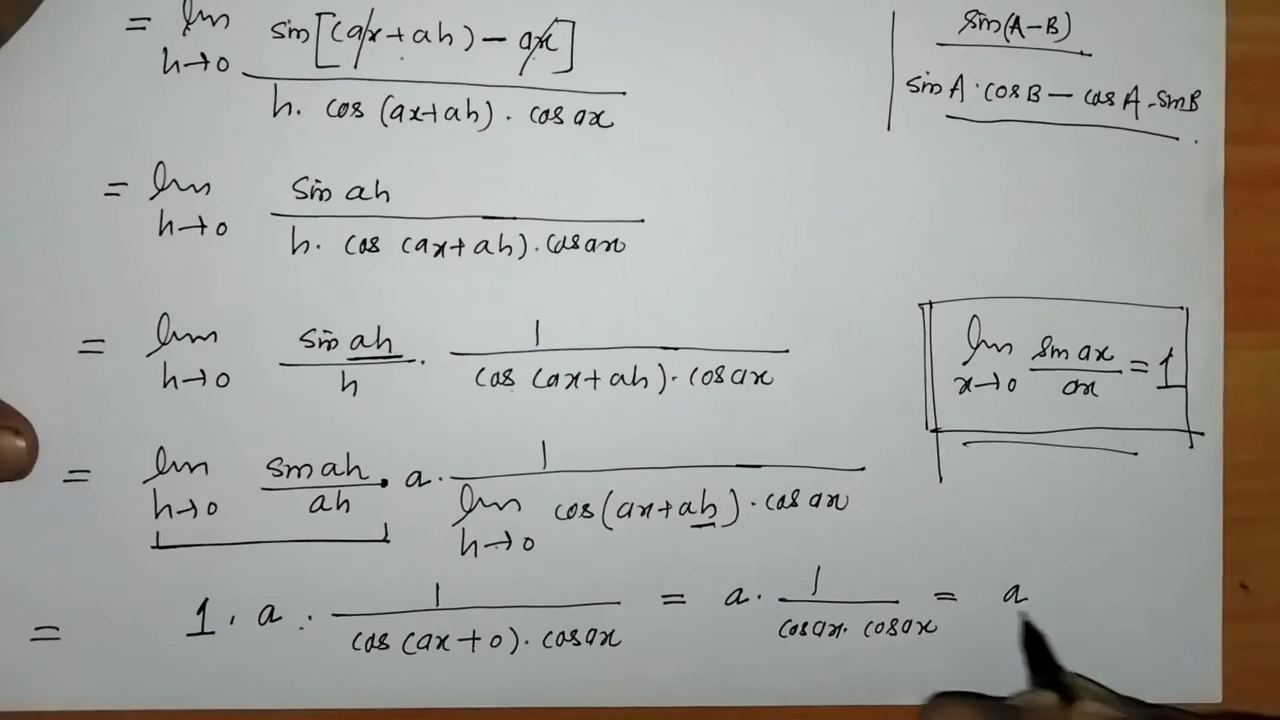 = lim sin[(ax+ah) – ax]
h→0 h. cos (ax+ah) . cos ax
sin(A–B)
sin A . cos B – cos A . sin B
= lim sin ah
h→0 h. cos (ax+ah). cos ax
= lim sin ah . 1
h→0 h cos (ax+ah). cos ax
lim sin ax = 1
x→0 ax
= lim sin ah . a. 1
h→0 ah lim cos(ax+ah). cos ax
h→0
= 1 . a . 1 = a. 1 = a
cos (ax+0). cos ax cos ax. cos ax